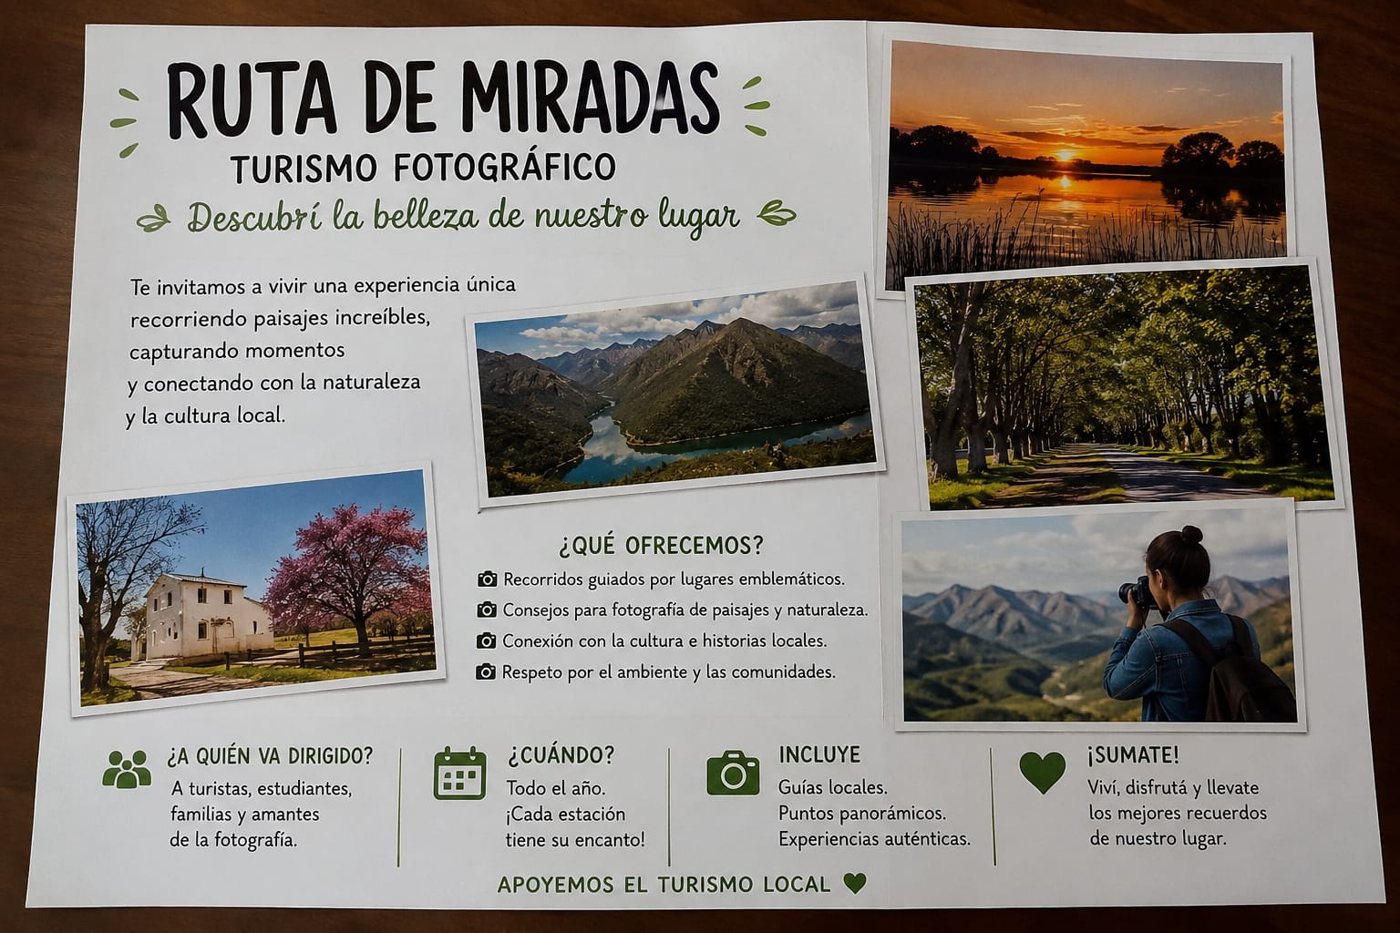 RUTA DE MIRADAS
TURISMO FOTOGRÁFICO
Descubrí la belleza de nuestro lugar
Te invitamos a vivir una experiencia única
recorriendo paisajes increíbles,
capturando momentos
y conectando con la naturaleza
y la cultura local.
¿QUÉ OFRECEMOS?
Recorridos guiados por lugares emblemáticos.
Consejos para fotografía de paisajes y naturaleza.
Conexión con la cultura e historias locales.
Respeto por el ambiente y las comunidades.
¿A QUIÉN VA DIRIGIDO?
A turistas, estudiantes,
familias y amantes
de la fotografía.
¿CUÁNDO?
Todo el año.
¡Cada estación
tiene su encanto!
INCLUYE
Guías locales.
Puntos panorámicos.
Experiencias auténticas.
¡SUMATE!
Viví, disfrutá y llevate
los mejores recuerdos
de nuestro lugar.
APOYEMOS EL TURISMO LOCAL